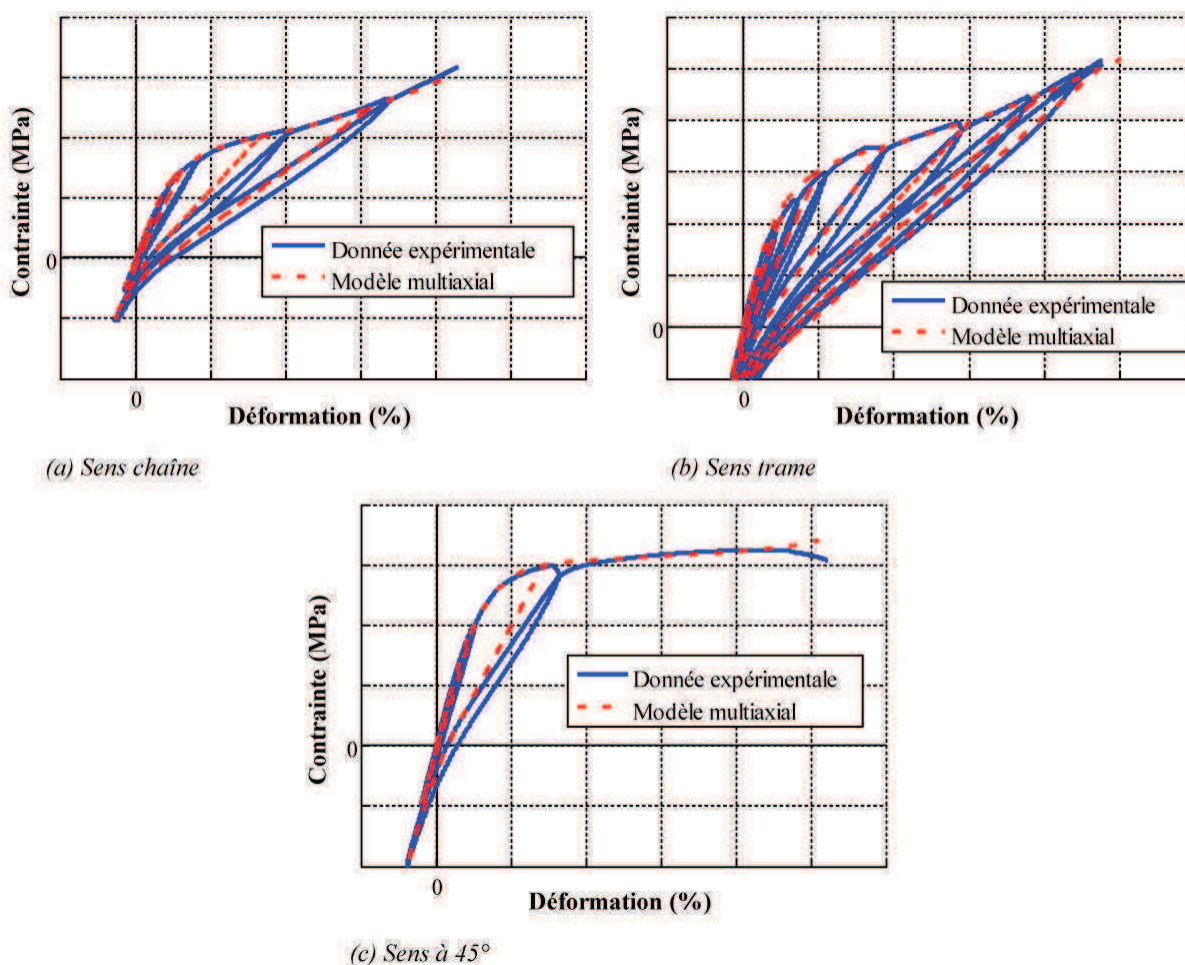 Contrainte (MPa)
0
Donnée expérimentale
Modèle multiaxial
0
Déformation (%)
(a) Sens chaîne
Contrainte (MPa)
0
Donnée expérimentale
Modèle multiaxial
0
Déformation (%)
(b) Sens trame
Contrainte (MPa)
0
Donnée expérimentale
Modèle multiaxial
0
Déformation (%)
(c) Sens à 45°